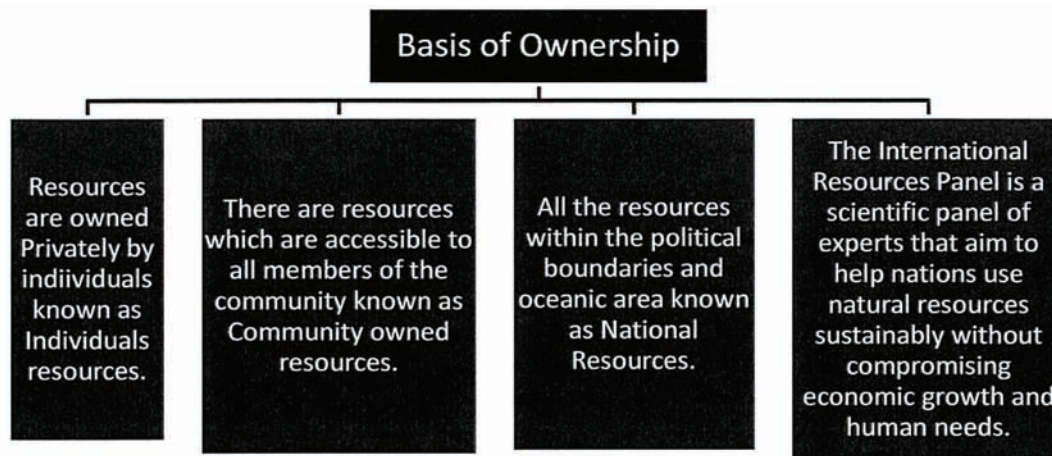 Basis of Ownership
Resources
are owned
Privately by
indiividuals
known as
Individuals
resources.
There are resources
which are accessible to
all members of the
community known as
Community owned
resources.
All the resources
within the political
boundaries and
oceanic area known
as National
Resources.
The International
Resources Panel is a
scientific panel of
experts that aim to
help nations use
natural resources
sustainably without
compromising
economic growth and
human needs.